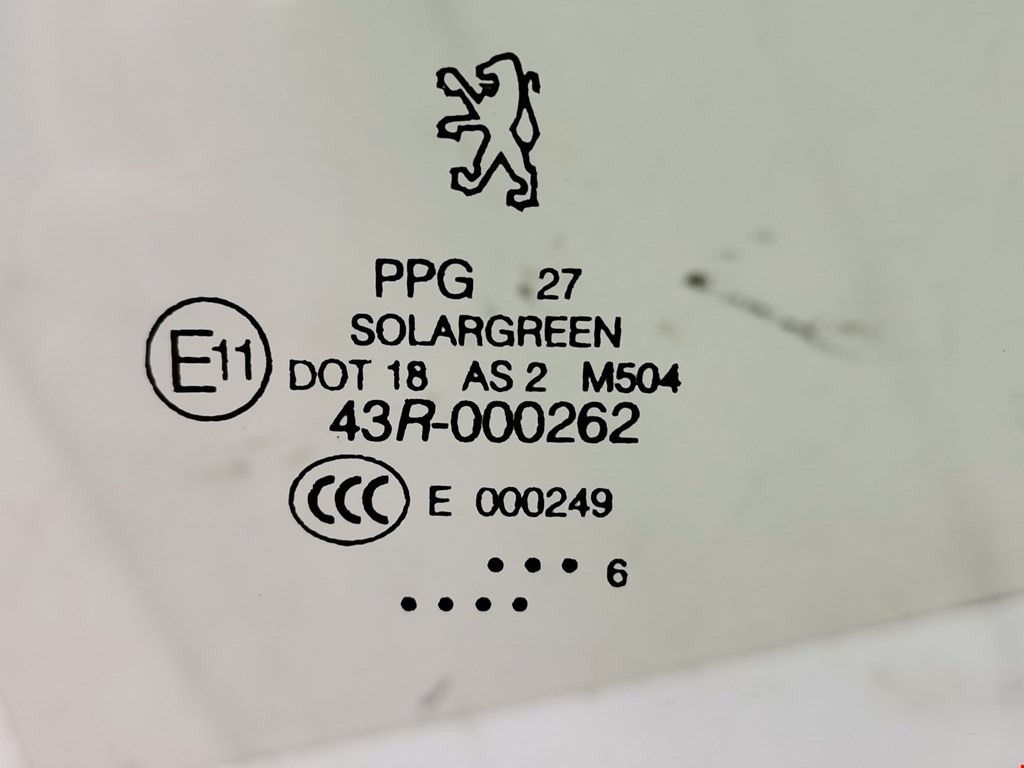 PPG 27
SOLARGREEN
E11
DOT 18 AS 2 M504
43R-000262
CCC E 000249
••• 6
••••